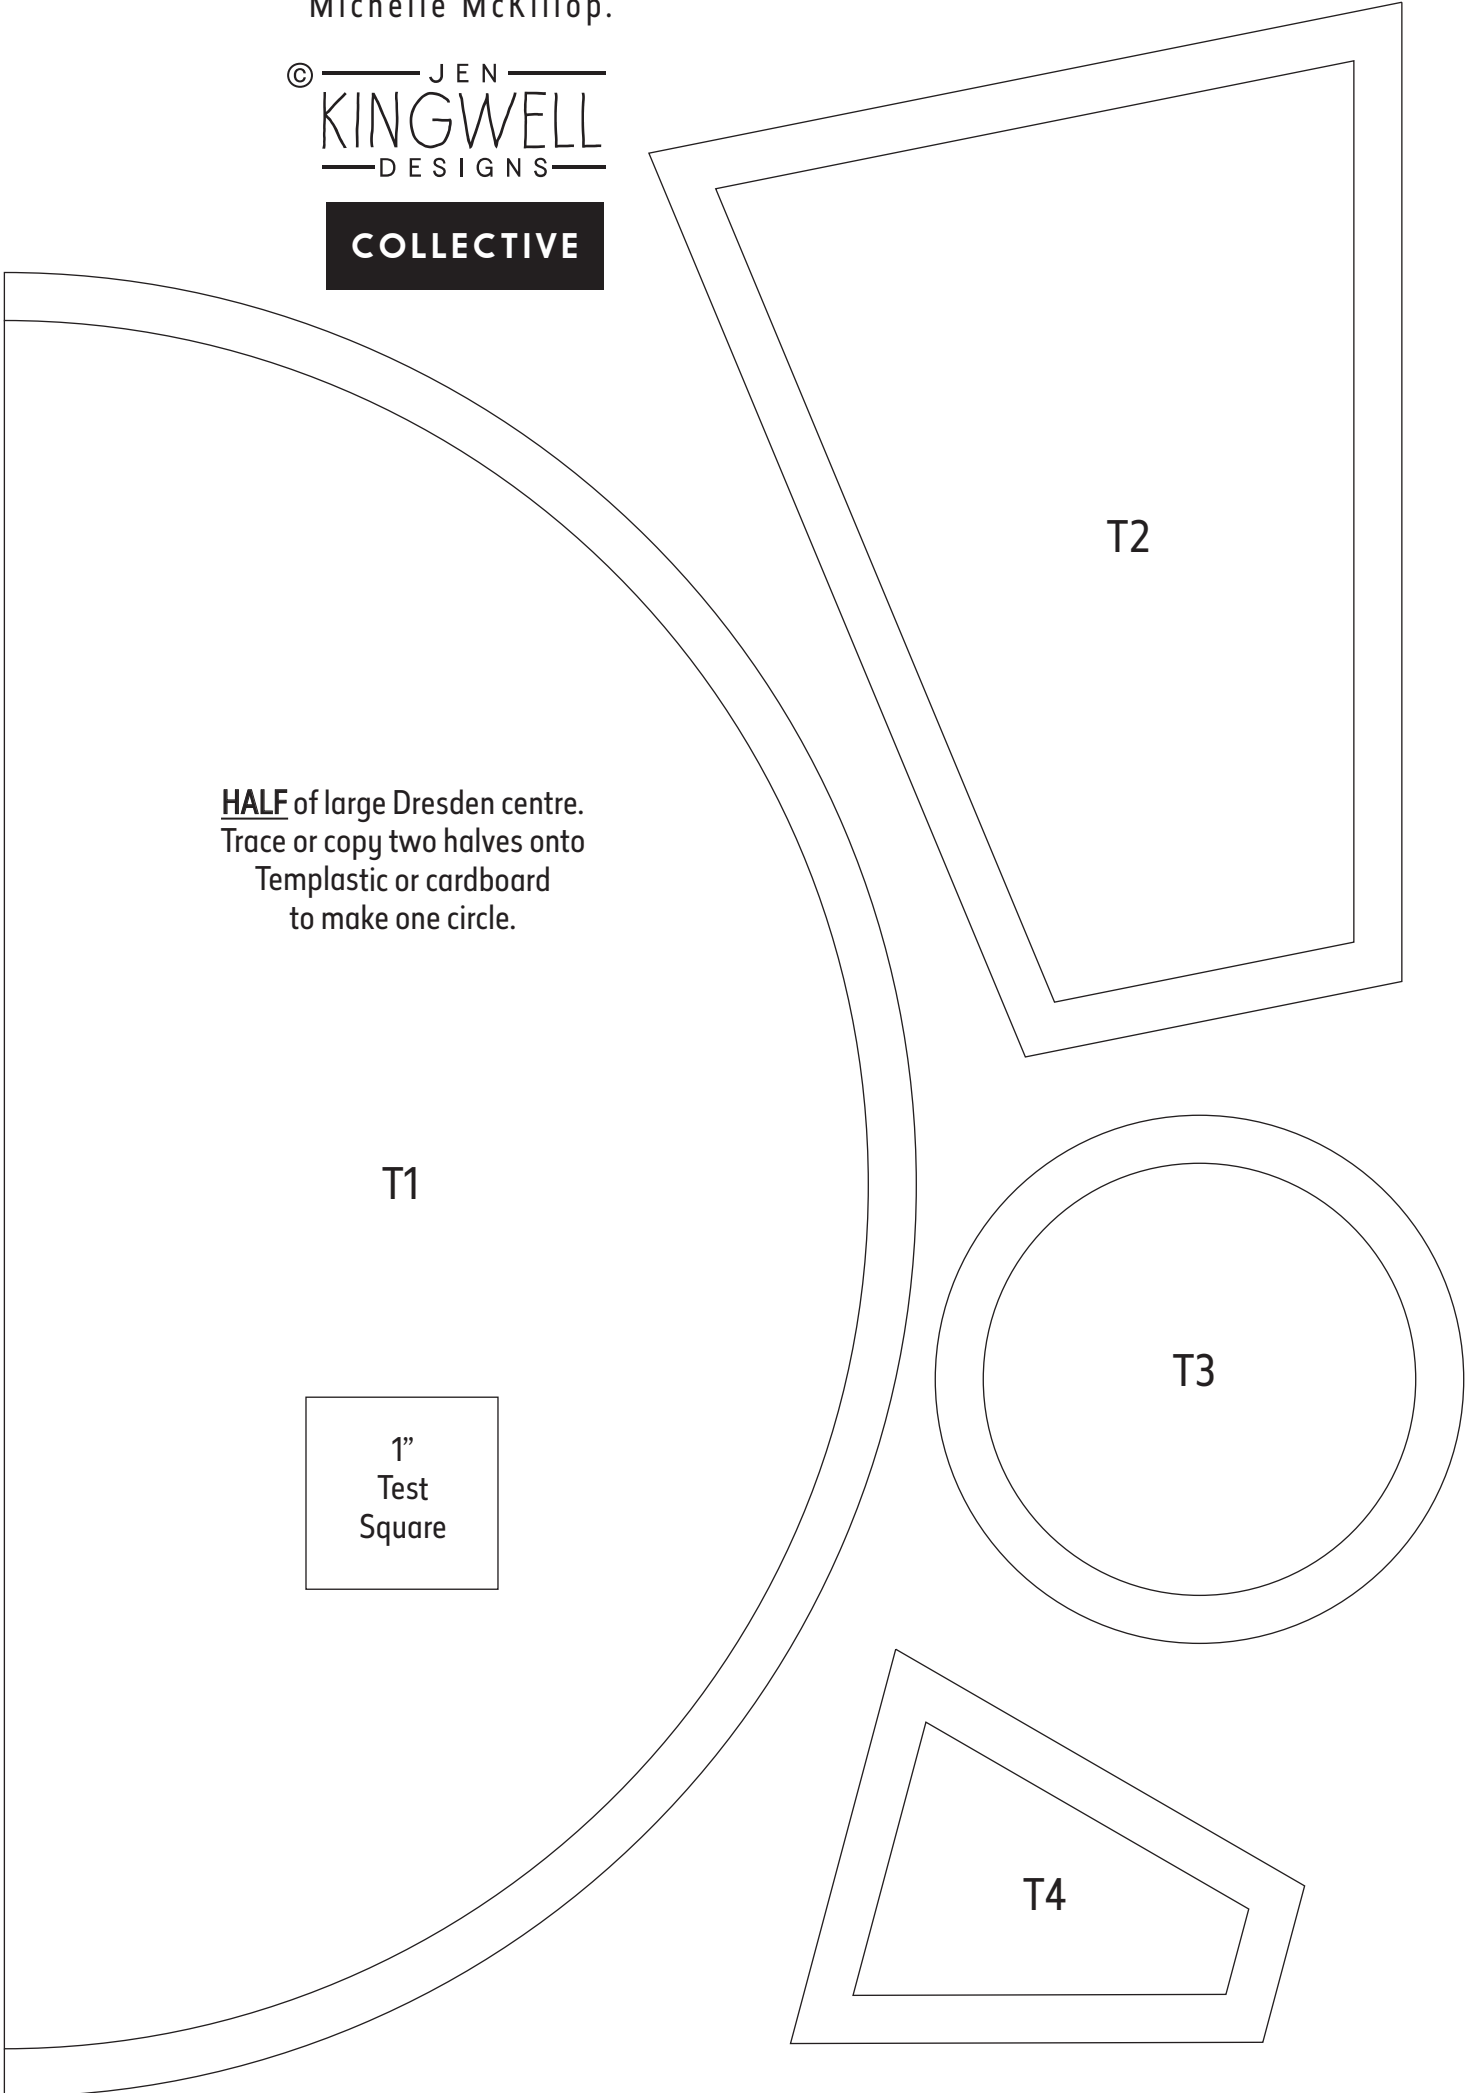 Michelle McKillop.
© JEN
KINGWELL
DESIGNS
COLLECTIVE
T2
HALF of large Dresden centre.
Trace or copy two halves onto
Templastic or cardboard
to make one circle.
T1
T3
1”
Test
Square
T4